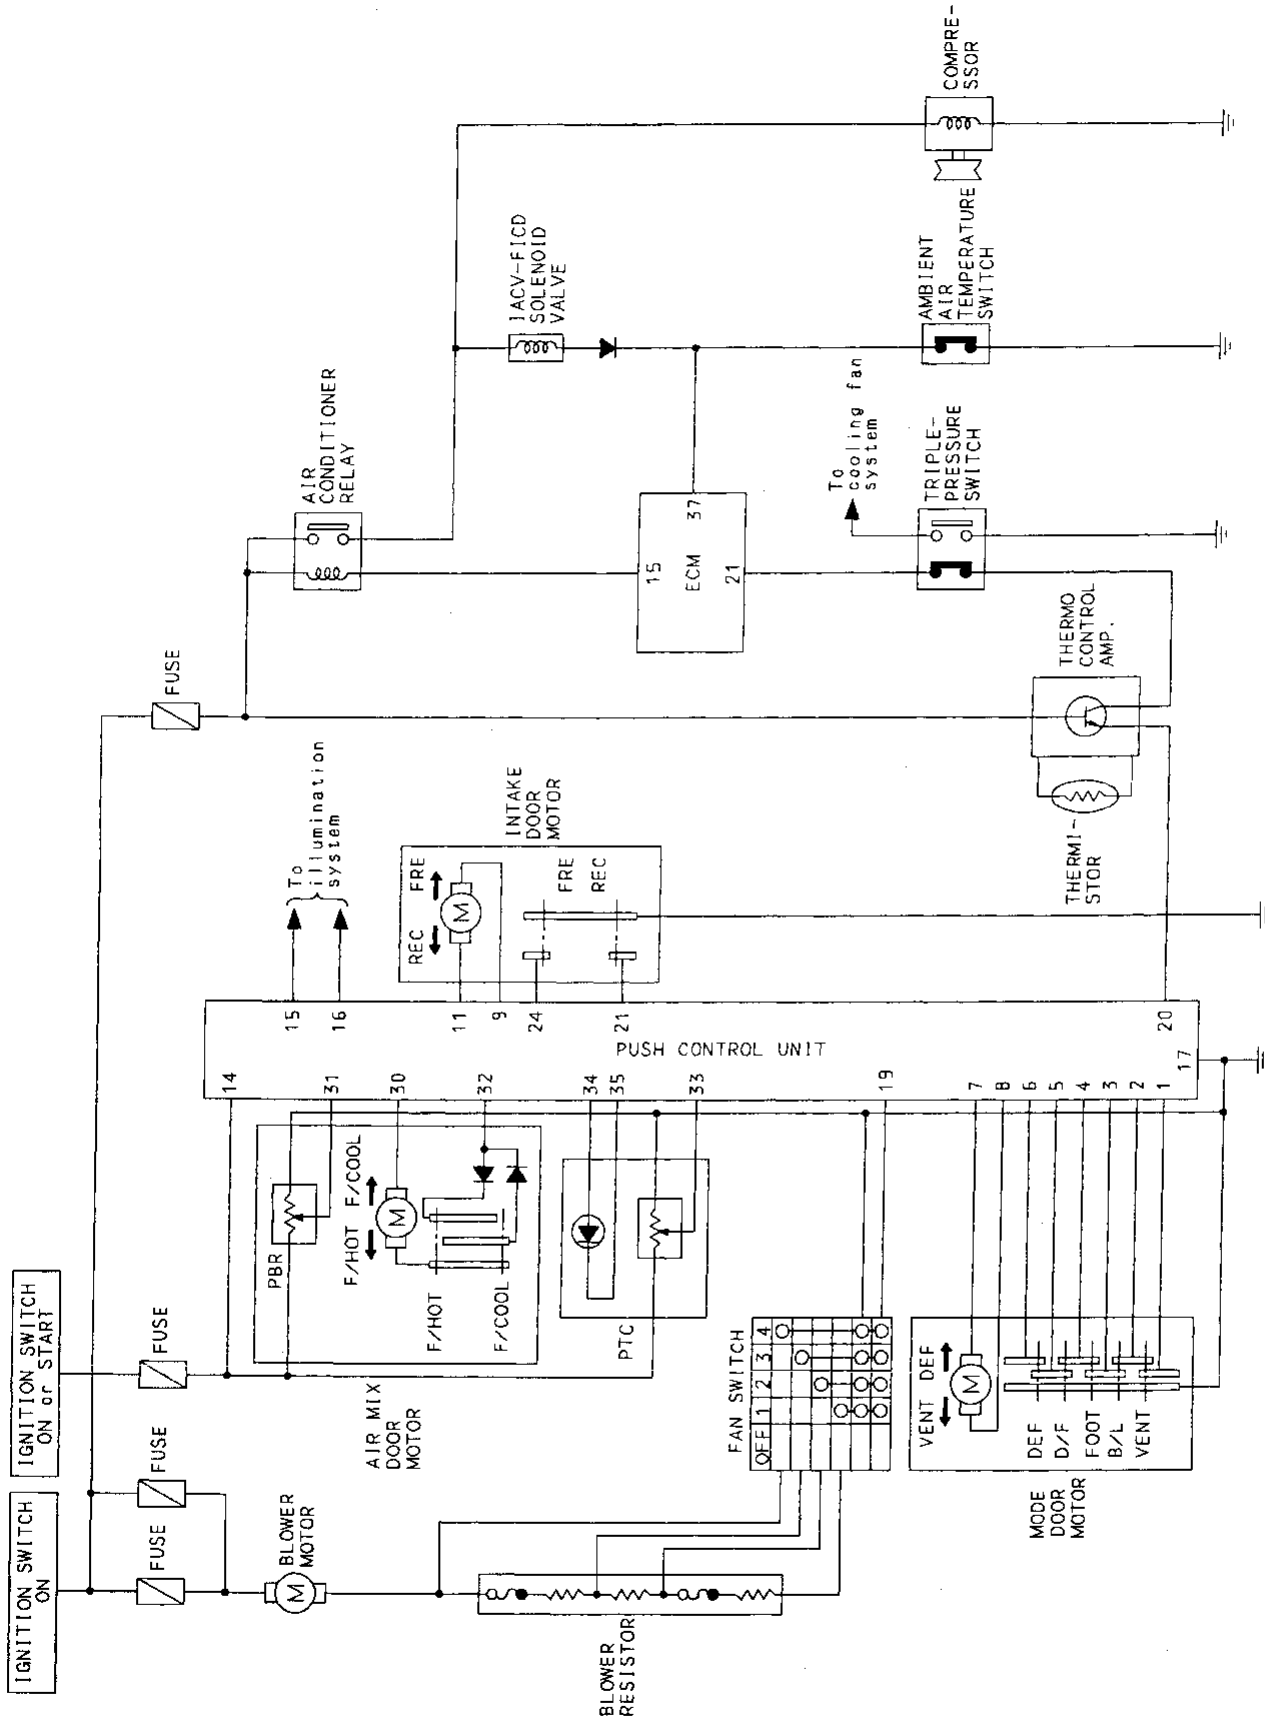 IGNITION SWITCH
ON
IGNITION SWITCH
ON or START
FUSE
FUSE
FUSE
FUSE
BLOWER
MOTOR
M
BLOWER
RESISTOR
AIR MIX
DOOR
MOTOR
PBR
F/HOT
F/COOL
M
F/HOT
F/COOL
PTC
FAN SWITCH
OFF
1
2
3
4
MODE
DOOR
MOTOR
VENT
DEF
M
DEF
D/F
FOOT
B/L
VENT
PUSH CONTROL UNIT
14
31
30
32
34
35
33
19
7
8
6
5
4
3
2
1
17
15
16
11
9
24
21
20
To
illumination
system
INTAKE
DOOR
MOTOR
REC
FRE
M
FRE
REC
THERMI-
STOR
THERMO
CONTROL
AMP.
AIR
CONDITIONER
RELAY
15
ECM
37
21
To
cooling fan
system
TRIPLE-
PRESSURE
SWITCH
IACV-FICD
SOLENOID
VALVE
AMBIENT
AIR
TEMPERATURE
SWITCH
COMPRE-
SSOR